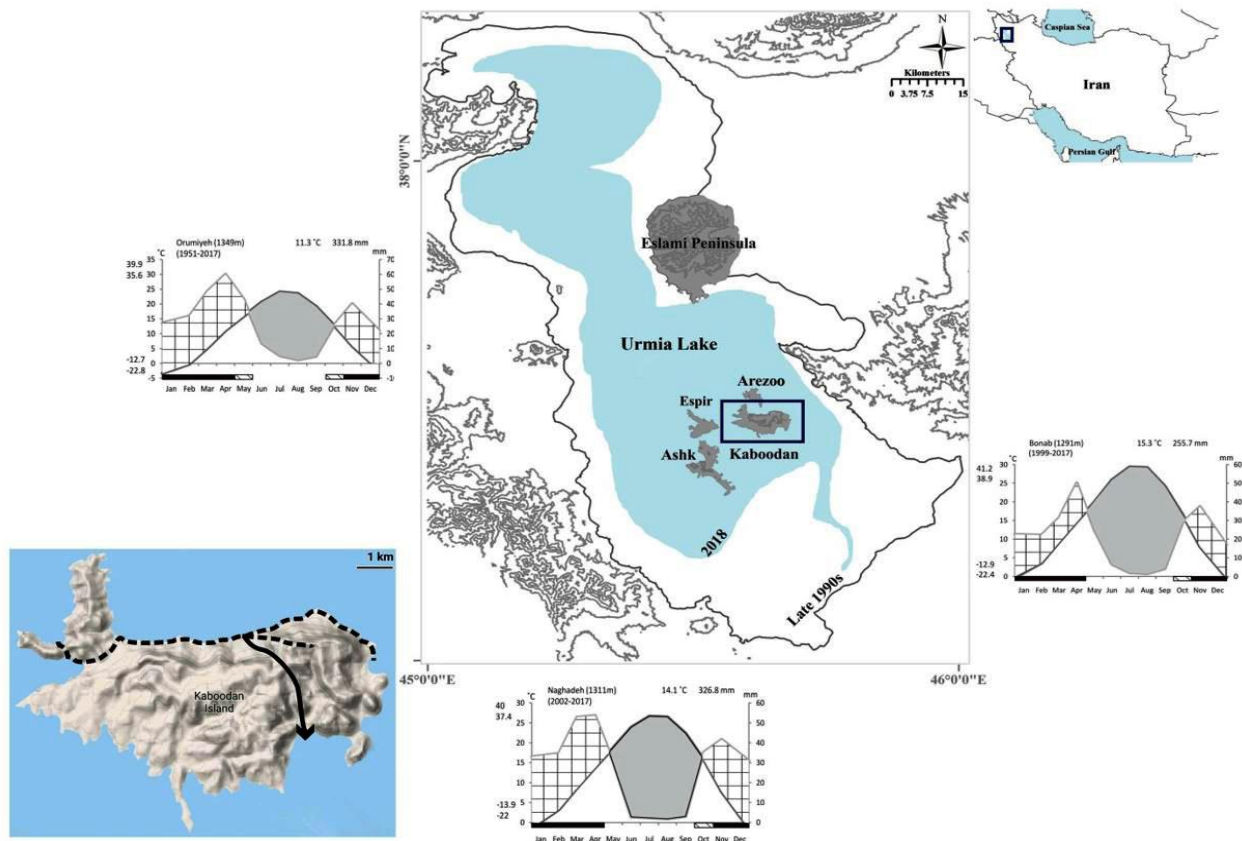 N
Kilometers
0 3.75 7.5 15
Caspian Sea
Iran
Persian Gulf
38°0'0"N
Eslami Peninsula
Urmia Lake
Arezoo
Espir
Kaboodan
Ashk
2018
Late 1990s
45°0'0"E
46°0'0"E
Orumiyeh (1349m) 11.3 °C 331.8 mm
(1951-2017)
°C
mm
39.9
35.6
-12.7
-22.8
35
30
25
20
15
10
5
0
-5
70
60
50
40
30
20
10
0
-10
Jan Feb Mar Apr May Jun Jul Aug Sep Oct Nov Dec
Bonab (1291m) 15.3 °C 255.7 mm
(1999-2017)
°C
mm
41.2
38.9
-12.9
-22.4
30
25
20
15
10
5
0
60
50
40
30
20
10
0
Jan Feb Mar Apr May Jun Jul Aug Sep Oct Nov Dec
1 km
Kaboodan
Island
Naghadeh (1311m) 14.1 °C 326.8 mm
(2002-2017)
°C
mm
40
37.4
-13.9
-22
30
25
20
15
10
5
0
60
50
40
30
20
10
0
Jan Feb Mar Apr May Jun Jul Aug Sep Oct Nov Dec